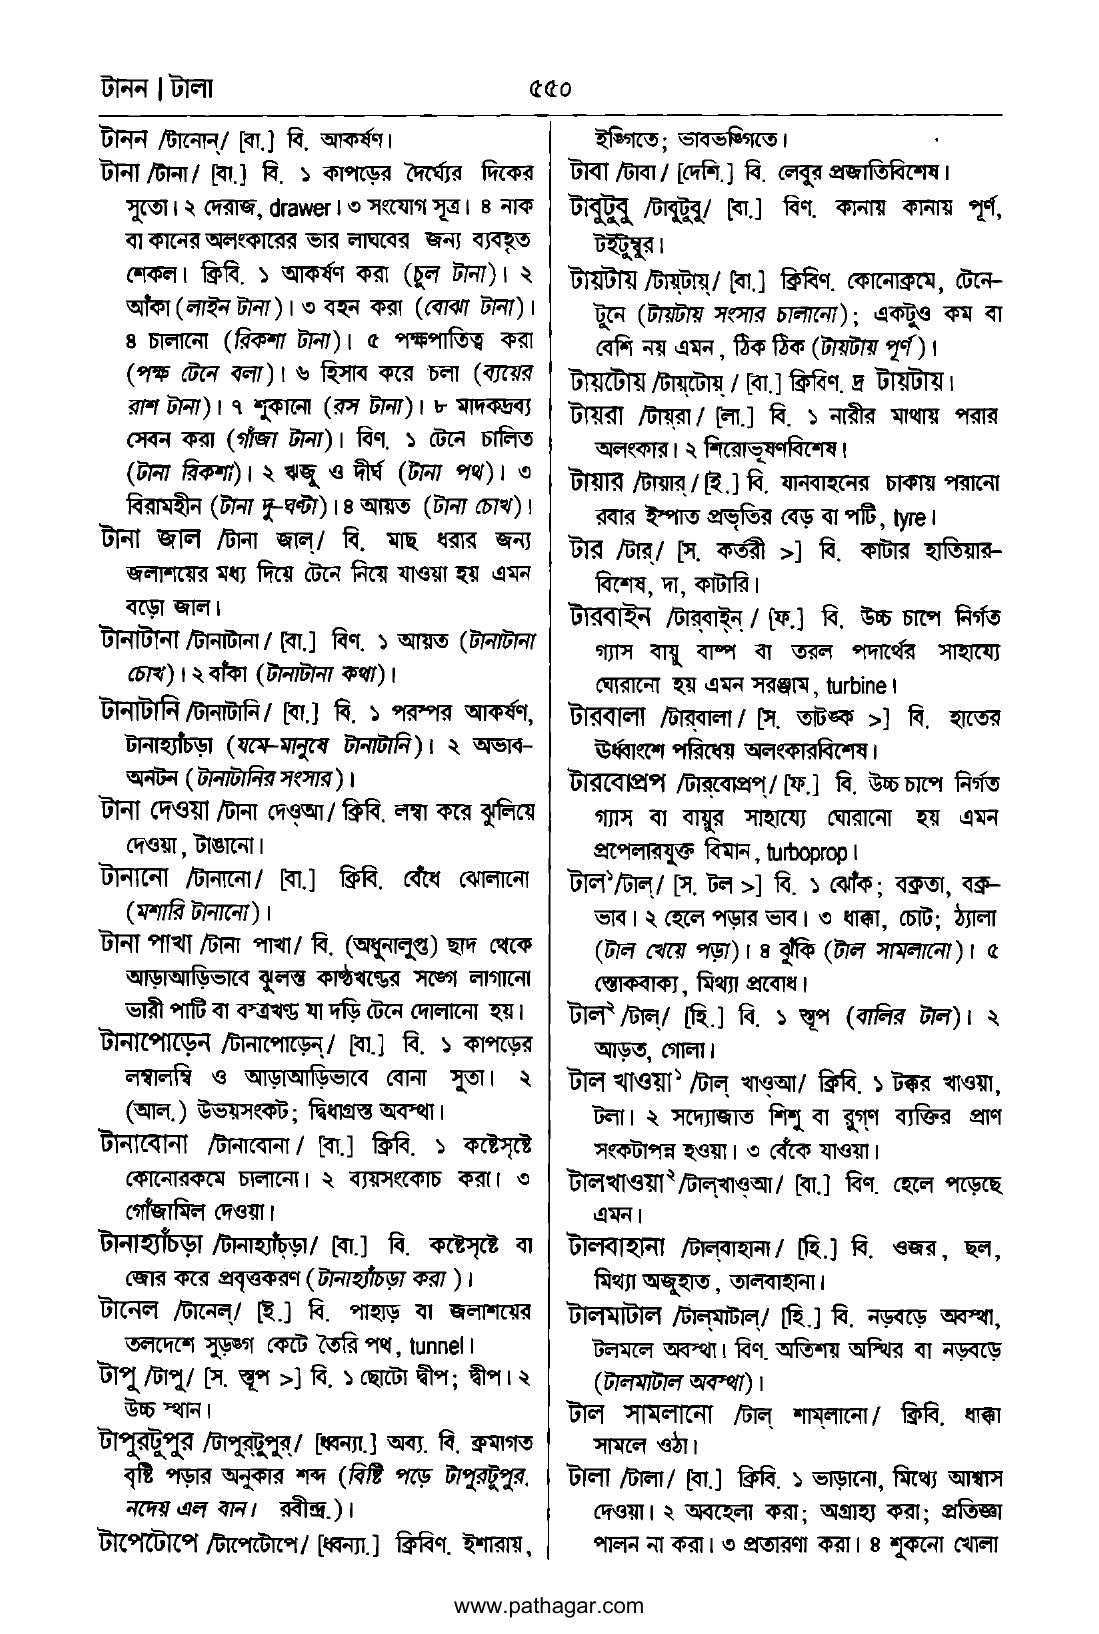 টানন | টালা
৫৫০
টানন /টানোন্/ [বা.] বি. আকর্ষণ।
টানা /টানা/ [বা.] বি. ১ কাপড়ের দৈর্ঘ্যের দিকের
সুতো। ২ দেরাজ, drawer। ৩ সংযোগ সূত্র। ৪ নাক
বা কানের অলংকারের ভার লাঘবের জন্য ব্যবহৃত
শেকল। ক্রিবি. ১ আকর্ষণ করা (চুল টানা)। ২
আঁকা (লাইন টানা)। ৩ বহন করা (বোঝা টানা)।
৪ চালানো (রিকশা টানা)। ৫ পক্ষপাতিত্ব করা
(পক্ষ টেনে বলা)। ৬ হিসাব করে চলা (ব্যয়ের
রাশ টানা)। ৭ শুকানো (রস টানা)। ৮ মাদকদ্রব্য
সেবন করা (গাঁজা টানা)। বিণ. ১ টেনে চালিত
(টানা রিকশা)। ২ ঋজু ও দীর্ঘ (টানা পথ)। ৩
বিরামহীন (টানা দু-ঘণ্টা)। ৪ আয়ত (টানা চোখ)।
টানা জাল /টানা জাল্/ বি. মাছ ধরার জন্য
জলাশয়ের মধ্য দিয়ে টেনে নিয়ে যাওয়া হয় এমন
বড়ো জাল।
টানাটানা /টানাটানা/ [বা.] বিণ. ১ আয়ত (টানাটানা
চোখ)। ২ বাঁকা (টানাটানা কথা)।
টানাটানি /টানাটানি/ [বা.] বি. ১ পরস্পর আকর্ষণ,
টানাহ্যাঁচড়া (যমে-মানুষে টানাটানি)। ২ অভাব-
অনটন (টানাটানির সংসার)।
টানা দেওয়া /টানা দেও্আ/ ক্রিবি. লম্বা করে ঝুলিয়ে
দেওয়া, টাঙানো।
টানানো /টানানো/ [বা.] ক্রিবি. বেঁধে ঝোলানো
(মশারি টানানো)।
টানা পাখা /টানা পাখা/ বি. (অধুনালুপ্ত) ছাদ থেকে
আড়াআড়িভাবে ঝুলন্ত কাষ্ঠখণ্ডের সঙ্গে লাগানো
ভারী পাটি বা বস্ত্রখণ্ড যা দড়ি টেনে দোলানো হয়।
টানাপোড়েন /টানাপোড়েন্/ [বা.] বি. ১ কাপড়ের
লম্বালম্বি ও আড়াআড়িভাবে বোনা সুতা। ২
(আল.) উভয়সংকট; দ্বিধাগ্রস্ত অবস্থা।
টানাবোনা /টানাবোনা/ [বা.] ক্রিবি. ১ কষ্টেসৃষ্টে
কোনোরকমে চালানো। ২ ব্যয়সংকোচ করা। ৩
গোঁজামিল দেওয়া।
টানাহ্যাঁচড়া /টানাহ্যাঁচ্ড়া/ [বা.] বি. কষ্টেসৃষ্টে বা
জোর করে প্রবৃত্তকরণ (টানাহ্যাঁচড়া করা)।
টানেল /টানেল্/ [ই.] বি. পাহাড় বা জলাশয়ের
তলদেশে সুড়ঙ্গ কেটে তৈরি পথ, tunnel।
টাপু /টাপু/ [স. স্তূপ >] বি. ১ ছোটো দ্বীপ; দ্বীপ। ২
উচ্চ স্থান।
টাপুরটুপুর /টাপুর্‌টুপুর্/ [ধ্বন্যা.] অব্য. বি. ক্রমাগত
বৃষ্টি পড়ার অনুকার শব্দ (বিষ্টি পড়ে টাপুরটুপুর,
নদেয় এল বান। রবীন্দ্র.)।
টাপেটোপে /টাপেটোপে/ [ধ্বন্যা.] ক্রিবিণ. ইশারায়,
ইঙ্গিতে; ভাবভঙ্গিতে।
টাবা /টাবা/ [দেশি.] বি. লেবুর প্রজাতিবিশেষ।
টাবুটুবু /টাবুটুবু/ [বা.] বিণ. কানায় কানায় পূর্ণ,
টইটুম্বুর।
টায়টায় /টায়্‌টায়্/ [বা.] ক্রিবিণ. কোনোক্রমে, টেনে-
টুনে (টায়টায় সংসার চালানো); একটুও কম বা
বেশি নয় এমন, ঠিক ঠিক (টায়টায় পূর্ণ)।
টায়টোয় /টায়্‌টোয়্/ [বা.] ক্রিবিণ. দ্র টায়টায়।
টায়রা /টায়্‌রা/ [লা.] বি. ১ নারীর মাথায় পরার
অলংকার। ২ শিরোভূষণবিশেষ।
টায়ার /টায়ার্/ [ই.] বি. যানবাহনের চাকায় পরানো
রবার ইস্পাত প্রভৃতির বেড় বা পটি, tyre।
টার /টার্/ [স. কর্তরী >] বি. কাটার হাতিয়ার-
বিশেষ, দা, কাটারি।
টারবাইন /টার্‌বাই্‌ন্/ [ফ.] বি. উচ্চ চাপে নির্গত
গ্যাস বায়ু বাষ্প বা তরল পদার্থের সাহায্যে
ঘোরানো হয় এমন সরঞ্জাম, turbine।
টারবালা /টার্‌বালা/ [স. তাটঙ্ক >] বি. হাতের
ঊর্ধ্বাংশে পরিধেয় অলংকারবিশেষ।
টারবোপ্রপ /টার্‌বোপ্রপ্/ [ফ.] বি. উচ্চ চাপে নির্গত
গ্যাস বা বায়ুর সাহায্যে ঘোরানো হয় এমন
প্রপেলারযুক্ত বিমান, turboprop।
টাল১ /টাল্/ [স. টল >] বি. ১ ঝোঁক; বক্রতা, বক্র-
ভাব। ২ হেলে পড়ার ভাব। ৩ ধাক্কা, চোট; ঠ্যালা
(টাল খেয়ে পড়া)। ৪ ঝুঁকি (টাল সামলানো)। ৫
স্তোকবাক্য, মিথ্যা প্রবোধ।
টাল২ /টাল্/ [হি.] বি. ১ স্তূপ (বালির টাল)। ২
আড়ত, গোলা।
টাল খাওয়া১ /টাল্ খাও্আ/ ক্রিবি. ১ টক্কর খাওয়া,
টলা। ২ সদ্যোজাত শিশু বা রুগ্‌ণ ব্যক্তির প্রাণ
সংকটাপন্ন হওয়া। ৩ বেঁকে যাওয়া।
টালখাওয়া২ /টাল্‌খাও্আ/ [বা.] বিণ. হেলে পড়েছে
এমন।
টালবাহানা /টাল্‌বাহানা/ [হি.] বি. ওজর, ছল,
মিথ্যা অজুহাত, তালবাহানা।
টালমাটাল /টাল্‌মাটাল্/ [হি.] বি. নড়বড়ে অবস্থা,
টলমলে অবস্থা। বিণ. অতিশয় অস্থির বা নড়বড়ে
(টালমাটাল অবস্থা)।
টাল সামলানো /টাল্ শাম্‌লানো/ ক্রিবি. ধাক্কা
সামলে ওঠা।
টালা /টালা/ [বা.] ক্রিবি. ১ ভাড়ানো, মিথ্যে আশ্বাস
দেওয়া। ২ অবহেলা করা; অগ্রাহ্য করা; প্রতিজ্ঞা
পালন না করা। ৩ প্রতারণা করা। ৪ শুকনো খোলা
www.pathagar.com